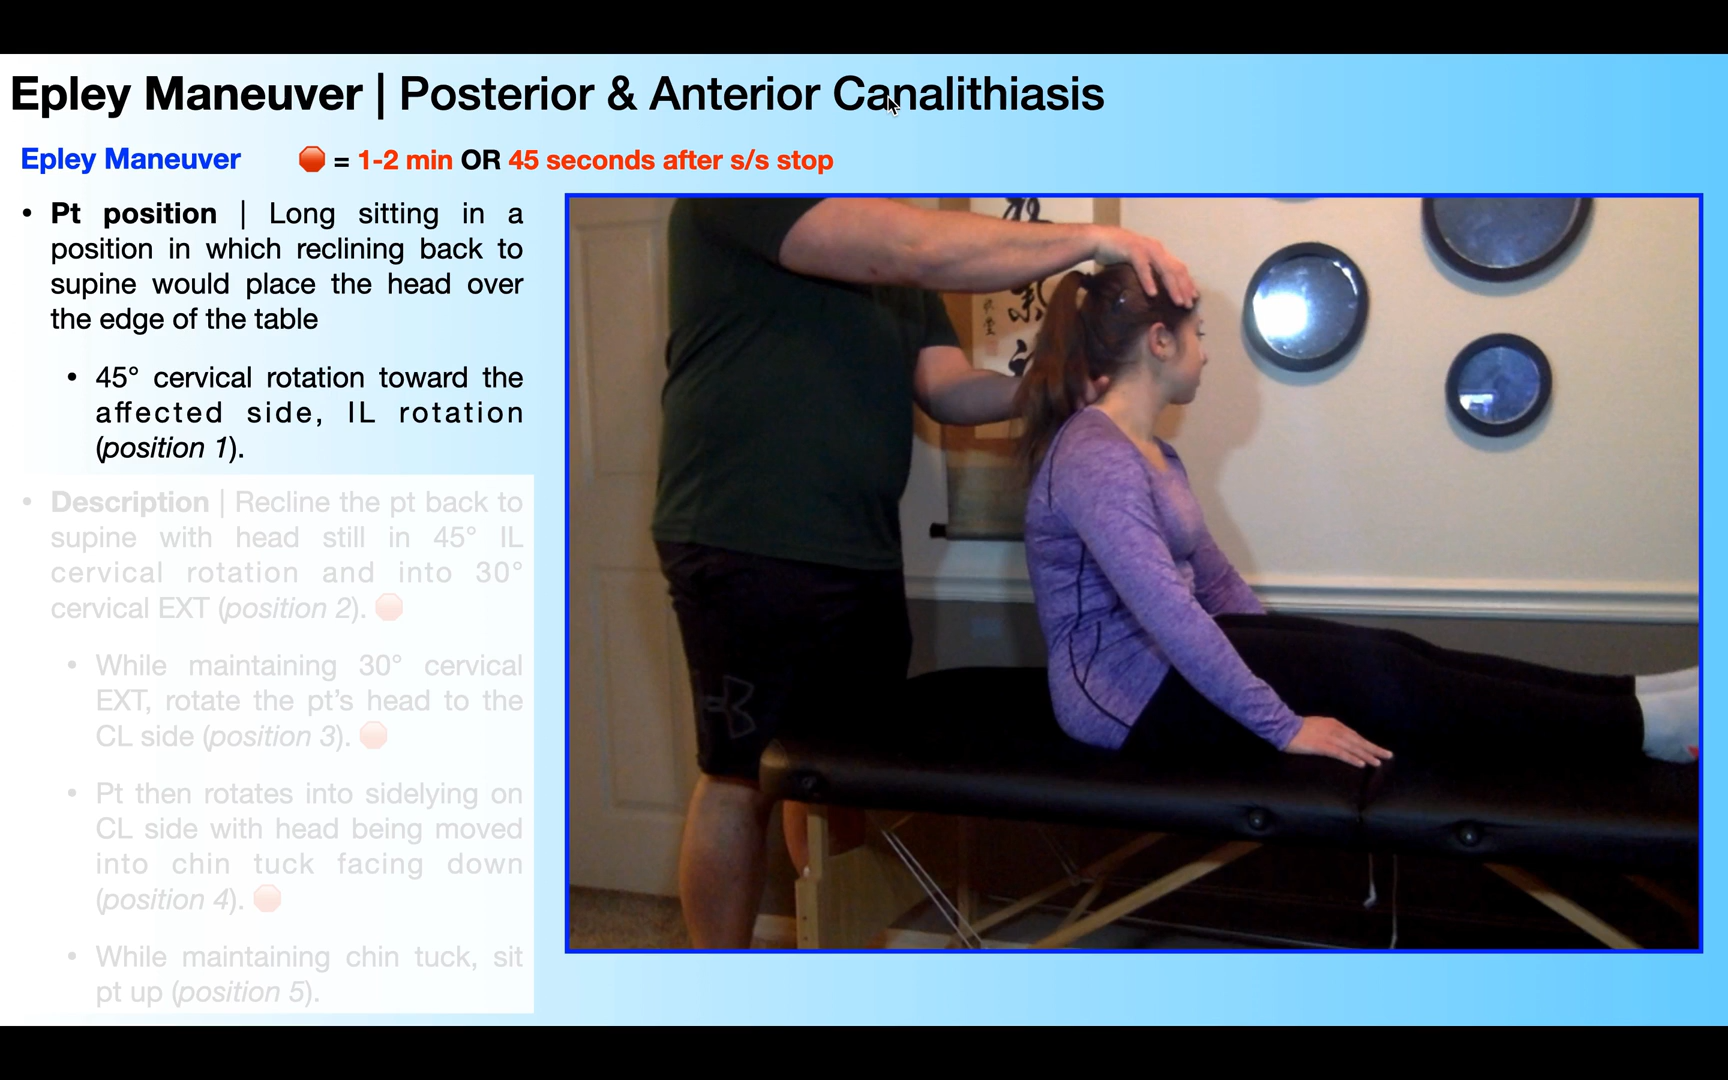 Epley Maneuver | Posterior & Anterior Canalithiasis
Epley Maneuver 🛑 = 1-2 min OR 45 seconds after s/s stop
• Pt position | Long sitting in a
position in which reclining back to
supine would place the head over
the edge of the table
• 45° cervical rotation toward the
affected side, IL rotation
(position 1).
• Description | Recline the pt back to
supine with head still in 45° IL
cervical rotation and into 30°
cervical EXT (position 2). 🛑
• While maintaining 30° cervical
EXT, rotate the pt’s head to the
CL side (position 3). 🛑
• Pt then rotates into sidelying on
CL side with head being moved
into chin tuck facing down
(position 4). 🛑
• While maintaining chin tuck, sit
pt up (position 5).